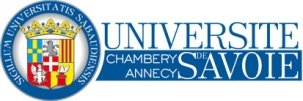 SIGILLUM UNIVERSITATIS SABAUDIENSIS
UNIVERSITE
CHAMBERY DE
ANNECY SAVOIE